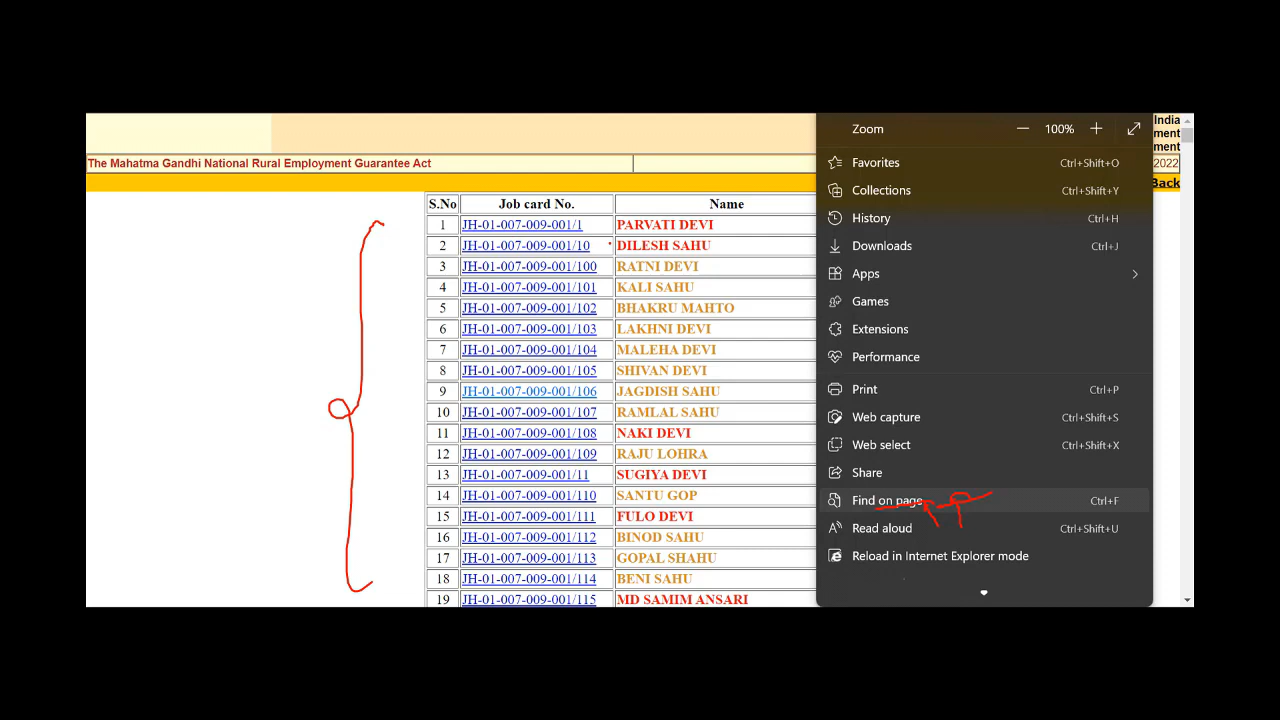 India
ment
ment
The Mahatma Gandhi National Rural Employment Guarantee Act
2022
Back
S.No Job card No. Name
1 JH-01-007-009-001/1 PARVATI DEVI
2 JH-01-007-009-001/10 DILESH SAHU
3 JH-01-007-009-001/100 RATNI DEVI
4 JH-01-007-009-001/101 KALI SAHU
5 JH-01-007-009-001/102 BHAKRU MAHTO
6 JH-01-007-009-001/103 LAKHNI DEVI
7 JH-01-007-009-001/104 MALEHA DEVI
8 JH-01-007-009-001/105 SHIVAN DEVI
9 JH-01-007-009-001/106 JAGDISH SAHU
10 JH-01-007-009-001/107 RAMLAL SAHU
11 JH-01-007-009-001/108 NAKI DEVI
12 JH-01-007-009-001/109 RAJU LOHRA
13 JH-01-007-009-001/11 SUGIYA DEVI
14 JH-01-007-009-001/110 SANTU GOP
15 JH-01-007-009-001/111 FULO DEVI
16 JH-01-007-009-001/112 BINOD SAHU
17 JH-01-007-009-001/113 GOPAL SHAHU
18 JH-01-007-009-001/114 BENI SAHU
19 JH-01-007-009-001/115 MD SAMIM ANSARI
Zoom 100%
Favorites Ctrl+Shift+O
Collections Ctrl+Shift+Y
History Ctrl+H
Downloads Ctrl+J
Apps
Games
Extensions
Performance
Print Ctrl+P
Web capture Ctrl+Shift+S
Web select Ctrl+Shift+X
Share
Find on page Ctrl+F
Read aloud Ctrl+Shift+U
Reload in Internet Explorer mode